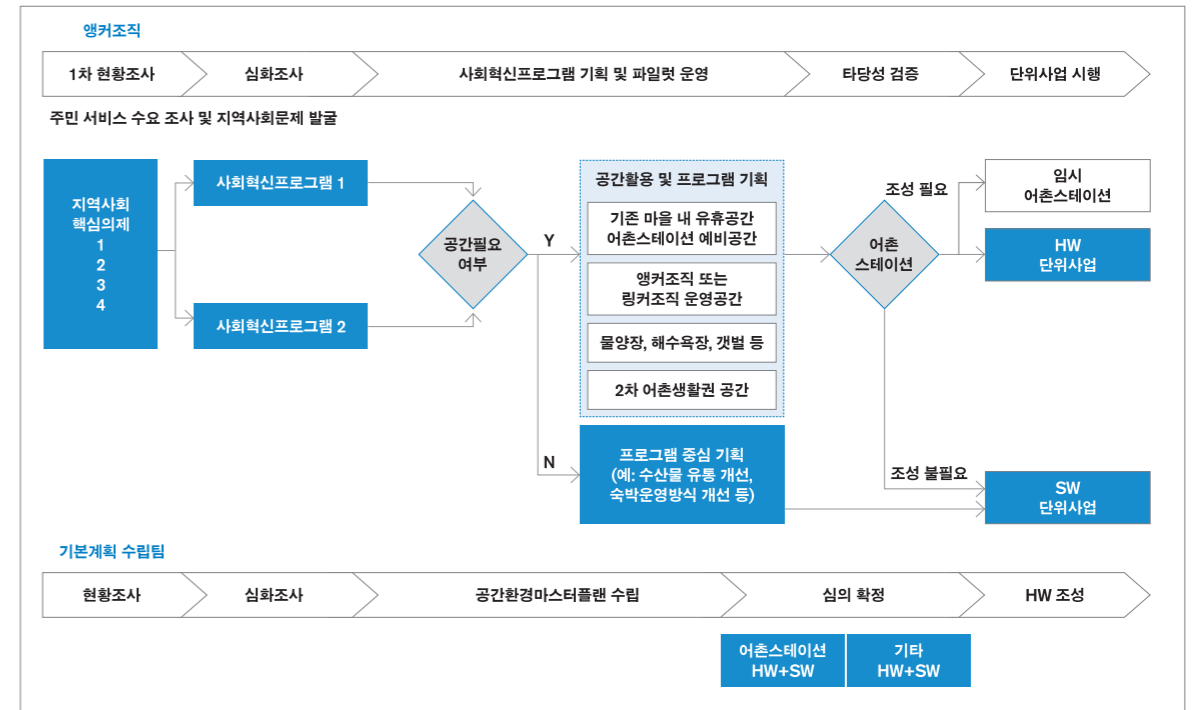 앵커조직
1차 현황조사
심화조사
사회혁신프로그램 기획 및 파일럿 운영
타당성 검증
단위사업 시행
주민 서비스 수요 조사 및 지역사회문제 발굴
지역사회
핵심의제
1
2
3
4
사회혁신프로그램 1
사회혁신프로그램 2
공간필요
여부
Y
N
공간활용 및 프로그램 기획
기존 마을 내 유휴공간
어촌스테이션 예비공간
앵커조직 또는
링커조직 운영공간
물양장, 해수욕장, 갯벌 등
2차 어촌생활권 공간
프로그램 중심 기획
(예: 수산물 유통 개선,
숙박운영방식 개선 등)
어촌
스테이션
조성 필요
임시
어촌스테이션
HW
단위사업
조성 불필요
SW
단위사업
기본계획 수립팀
현황조사
심화조사
공간환경마스터플랜 수립
심의 확정
HW 조성
어촌스테이션
HW+SW
기타
HW+SW